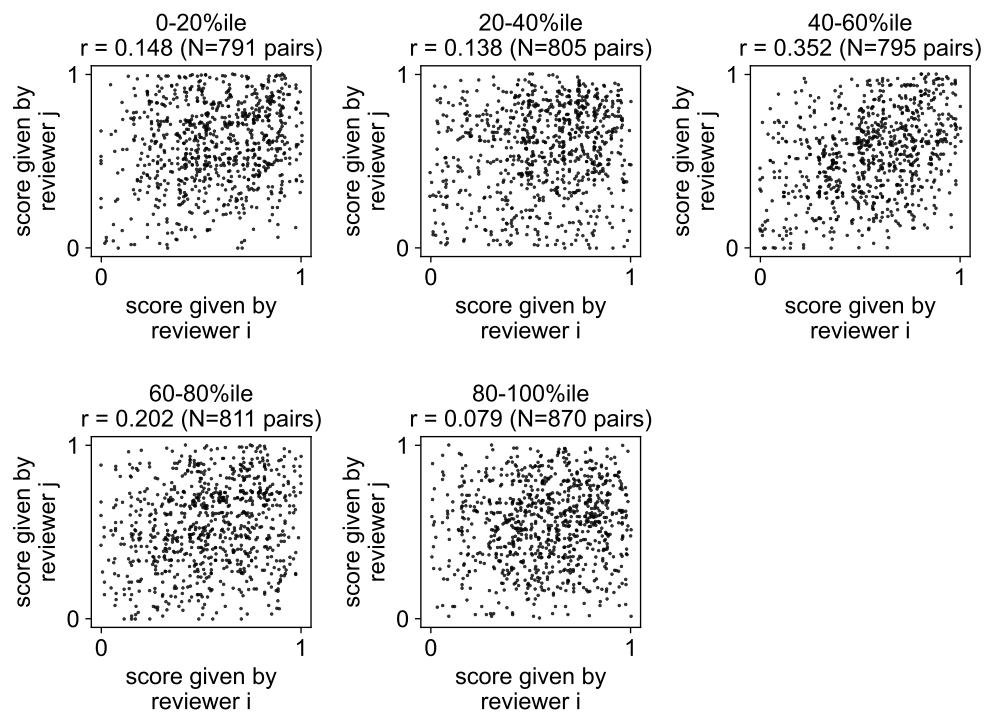 0-20%ile
r = 0.148 (N=791 pairs)
1
0
score given by
reviewer j
0
1
score given by
reviewer i
20-40%ile
r = 0.138 (N=805 pairs)
1
0
score given by
reviewer j
0
1
score given by
reviewer i
40-60%ile
r = 0.352 (N=795 pairs)
1
0
score given by
reviewer j
0
1
score given by
reviewer i
60-80%ile
r = 0.202 (N=811 pairs)
1
0
score given by
reviewer j
0
1
score given by
reviewer i
80-100%ile
r = 0.079 (N=870 pairs)
1
0
score given by
reviewer j
0
1
score given by
reviewer i